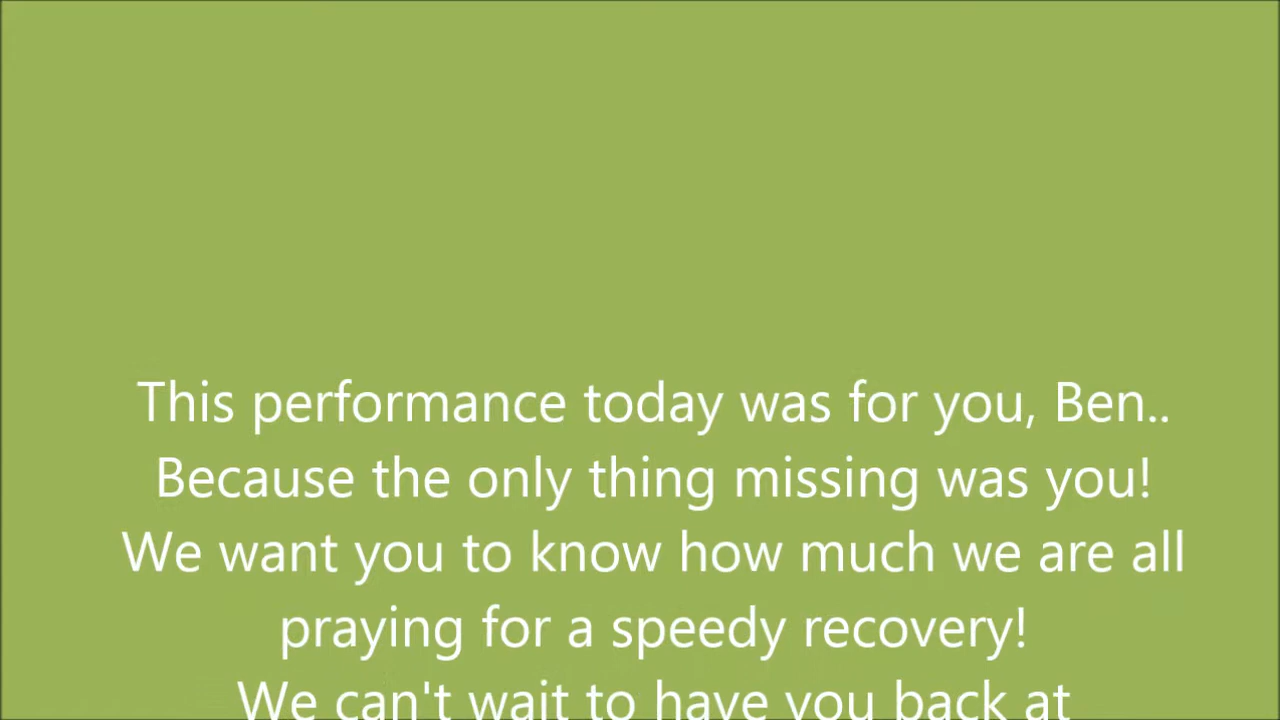 This performance today was for you, Ben..
Because the only thing missing was you!
We want you to know how much we are all
praying for a speedy recovery!
We can't wait to have you back at